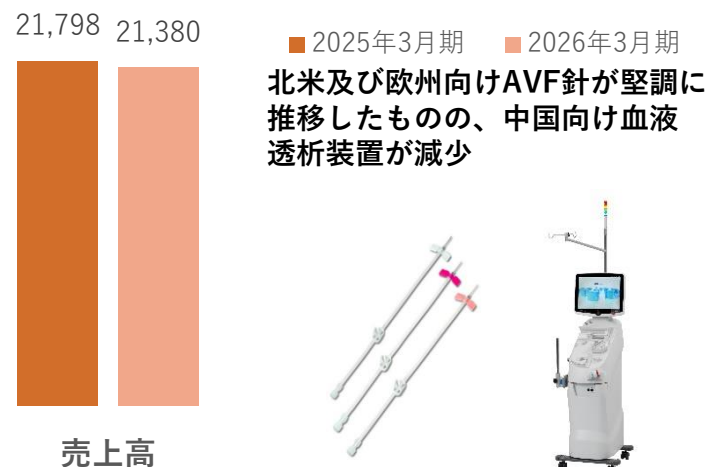 21,798 21,380
■2025年3月期 ■2026年3月期
北米及び欧州向けAVF針が堅調に
推移したものの、中国向け血液
透析装置が減少
売上高